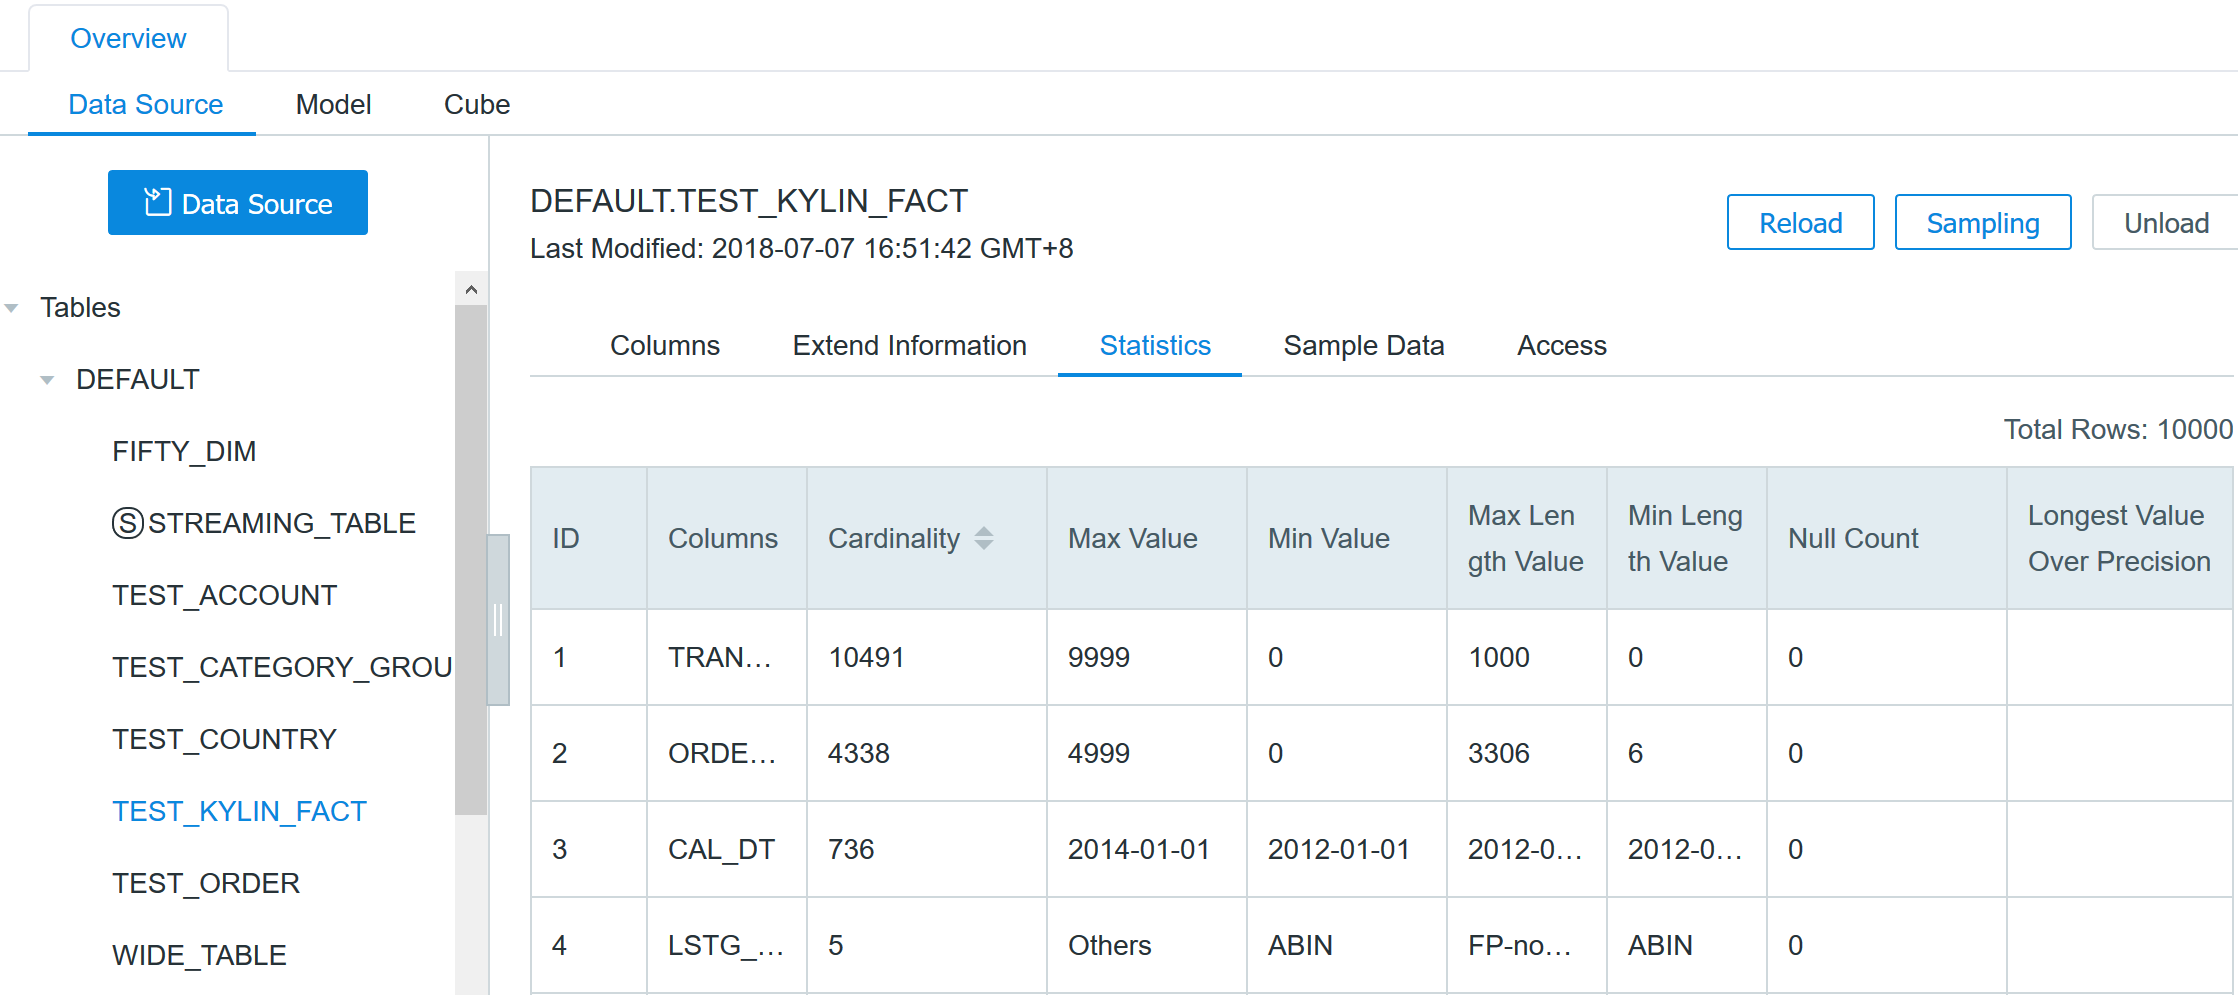 Overview
Data Source Model Cube
Data Source
Tables
DEFAULT
FIFTY_DIM
S STREAMING_TABLE
TEST_ACCOUNT
TEST_CATEGORY_GROU
TEST_COUNTRY
TEST_KYLIN_FACT
TEST_ORDER
WIDE_TABLE
DEFAULT.TEST_KYLIN_FACT
Last Modified: 2018-07-07 16:51:42 GMT+8
Reload Sampling Unload
Columns Extend Information Statistics Sample Data Access
Total Rows: 10000
ID Columns Cardinality Max Value Min Value Max Len
gth Value Min Leng
th Value Null Count Longest Value
Over Precision
1 TRAN... 10491 9999 0 1000 0 0
2 ORDE... 4338 4999 0 3306 6 0
3 CAL_DT 736 2014-01-01 2012-01-01 2012-0... 2012-0... 0
4 LSTG_... 5 Others ABIN FP-no... ABIN 0